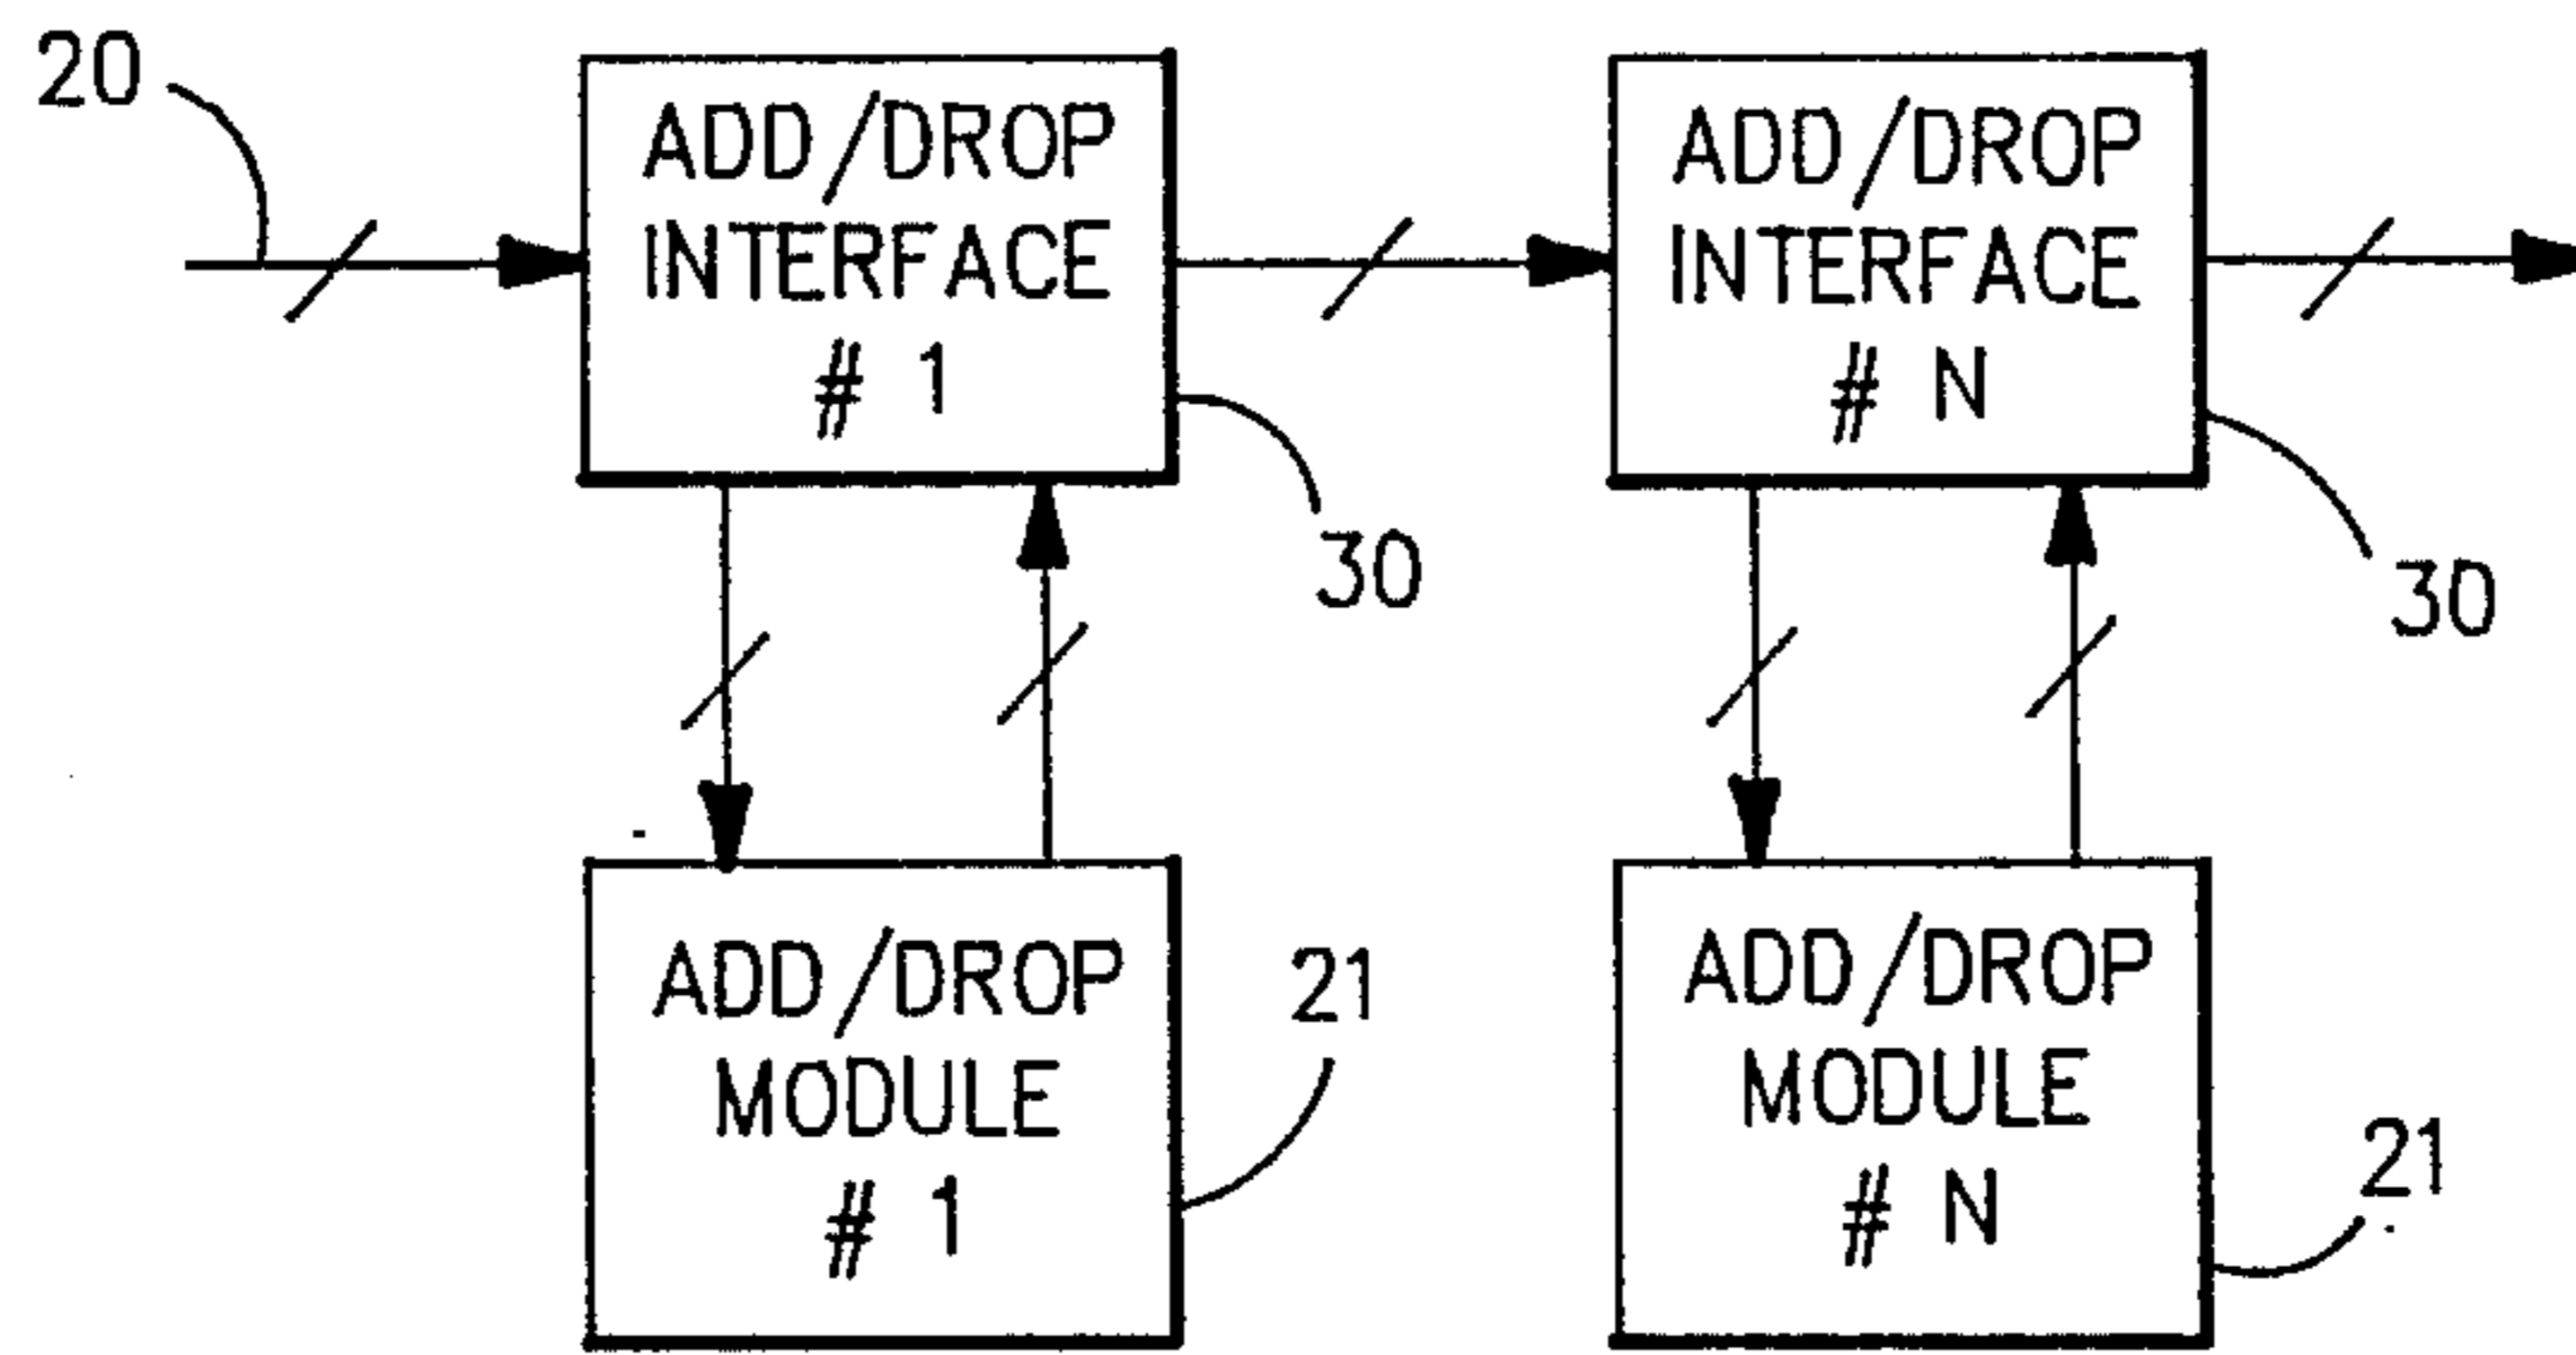 20
ADD/DROP
INTERFACE
# 1
30
ADD/DROP
INTERFACE
# N
30
ADD/DROP
MODULE
# 1
21
ADD/DROP
MODULE
# N
21